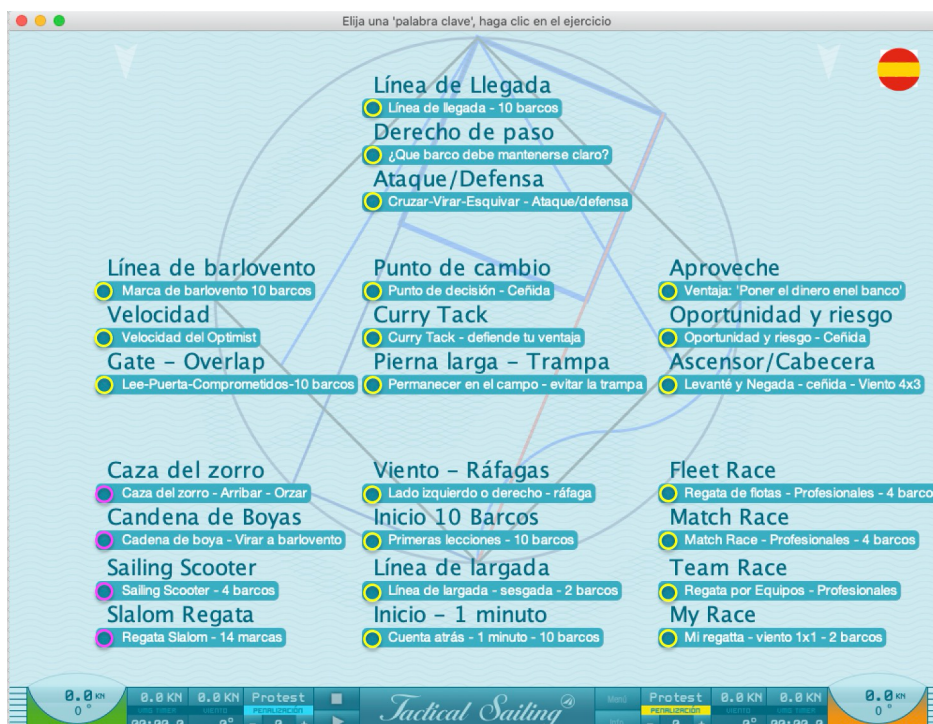 Elija una 'palabra clave', haga clic en el ejercicio
Línea de Llegada
Línea de llegada - 10 barcos
Derecho de paso
¿Que barco debe mantenerse claro?
Ataque/Defensa
Cruzar-Virar-Esquivar - Ataque/defensa
Línea de barlovento
Marca de barlovento 10 barcos
Velocidad
Velocidad del Optimist
Gate - Overlap
Lee-Puerta-Comprometidos-10 barcos
Punto de cambio
Punto de decisión - Ceñida
Curry Tack
Curry Tack - defiende tu ventaja
Pierna larga - Trampa
Permanecer en el campo - evitar la trampa
Aproveche
Ventaja: 'Poner el dinero enel banco'
Oportunidad y riesgo
Oportunidad y riesgo - Ceñida
Ascensor/Cabecera
Levanté y Negada - ceñida - Viento 4x3
Caza del zorro
Caza del zorro - Arribar - Orzar
Candena de Boyas
Cadena de boya - Virar a barlovento
Sailing Scooter
Sailing Scooter - 4 barcos
Slalom Regata
Regata Slalom - 14 marcas
Viento - Ráfagas
Lado izquierdo o derecho - ráfaga
Inicio 10 Barcos
Primeras lecciones - 10 barcos
Línea de largada
Línea de largada - sesgada - 2 barcos
Inicio - 1 minuto
Cuenta atrás - 1 minuto - 10 barcos
Fleet Race
Regata de flotas - Profesionales - 4 barco
Match Race
Match Race - Profesionales - 4 barcos
Team Race
Regata por Equipos - Profesionales
My Race
Mi regatta - viento 1x1 - 2 barcos
0.0 KN 0.0 KN 0.0 KN Protest Tactical Sailing Menú Protest 0.0 KN 0.0 KN 0.0 KN
0° VIENTO PENALIZACIÓN PENALIZACIÓN VIENTO 0°